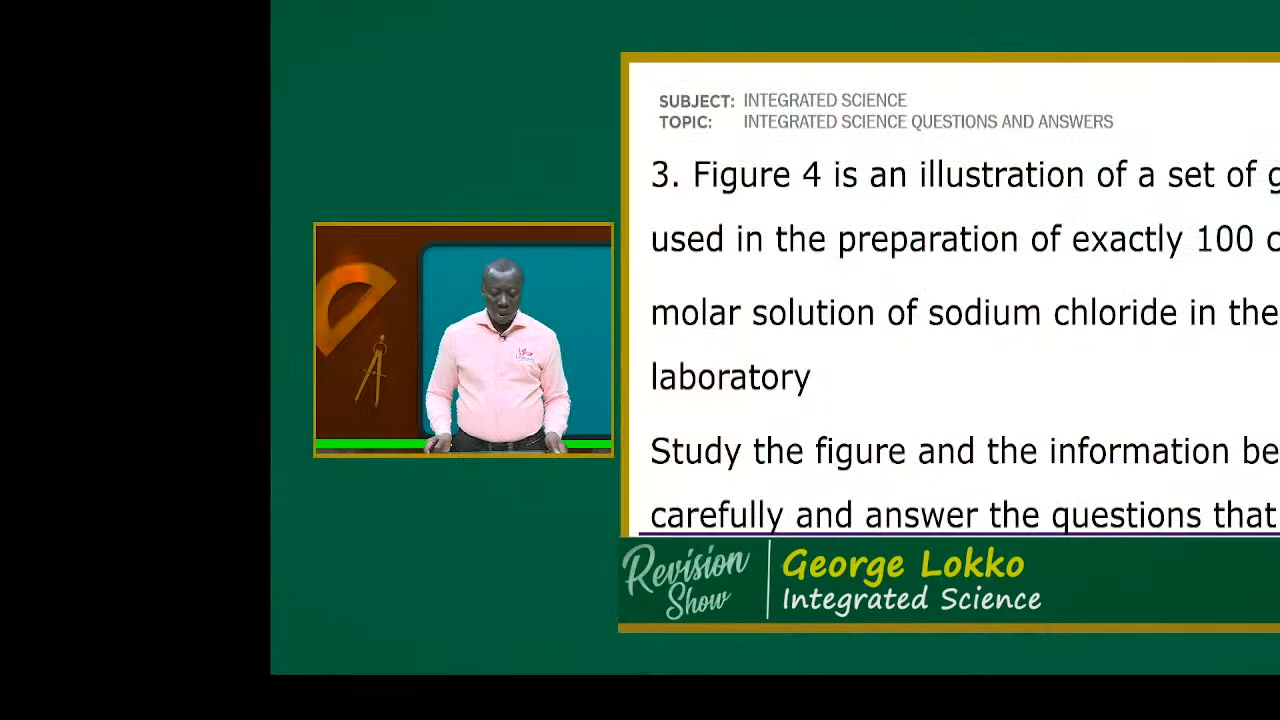 SUBJECT: INTEGRATED SCIENCE
TOPIC: INTEGRATED SCIENCE QUESTIONS AND ANSWERS
3. Figure 4 is an illustration of a set of
used in the preparation of exactly 100
molar solution of sodium chloride in the
laboratory
Study the figure and the information be
carefully and answer the questions that
Revision
Show
George Lokko
Integrated Science